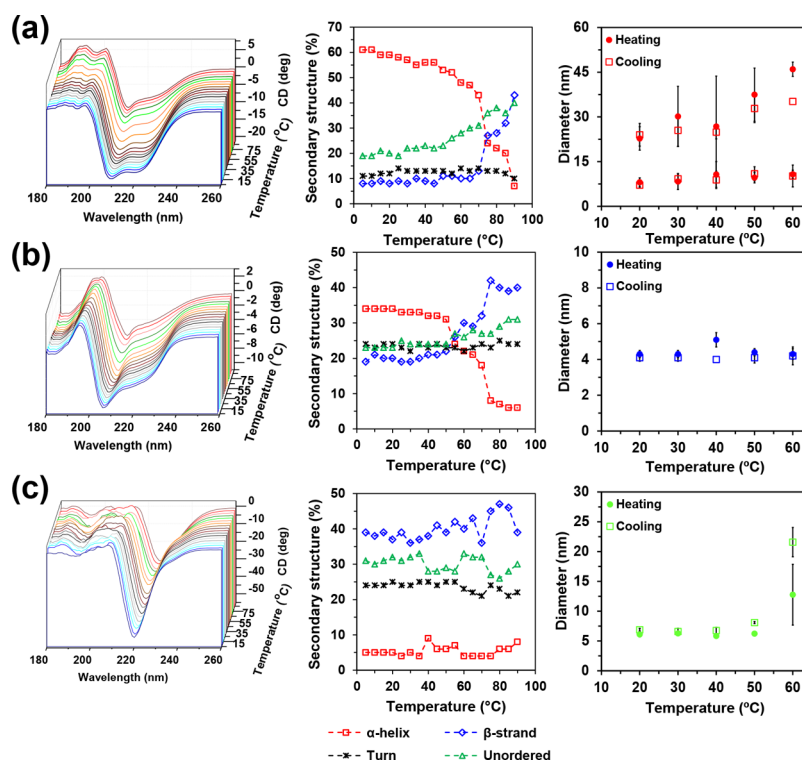 (a)
5
0
-5
-10
-15
-20
CD (deg)
75
55
35
15
Temperature (°C)
180 200 220 240 260
Wavelength (nm)
Secondary structure (%)
70
60
50
40
30
20
10
0
0 20 40 60 80 100
Temperature (°C)
Diameter (nm)
60
45
30
15
0
10 20 30 40 50 60
Temperature (ºC)
Heating
Cooling
(b)
2
0
-2
-4
-6
-8
-10
CD (deg)
75
55
35
15
Temperature (°C)
180 200 220 240 260
Wavelength (nm)
Secondary structure (%)
50
40
30
20
10
0
0 20 40 60 80 100
Temperature (°C)
Diameter (nm)
10
8
6
4
2
0
10 20 30 40 50 60
Temperature (ºC)
Heating
Cooling
(c)
0
-10
-20
-30
-50
CD (deg)
75
55
35
15
Temperature (°C)
180 200 220 240 260
Wavelength (nm)
Secondary structure (%)
50
40
30
20
10
0
0 20 40 60 80 100
Temperature (°C)
Diameter (nm)
30
25
20
15
10
5
0
10 20 30 40 50 60
Temperature (ºC)
Heating
Cooling
α-helix
β-strand
Turn
Unordered